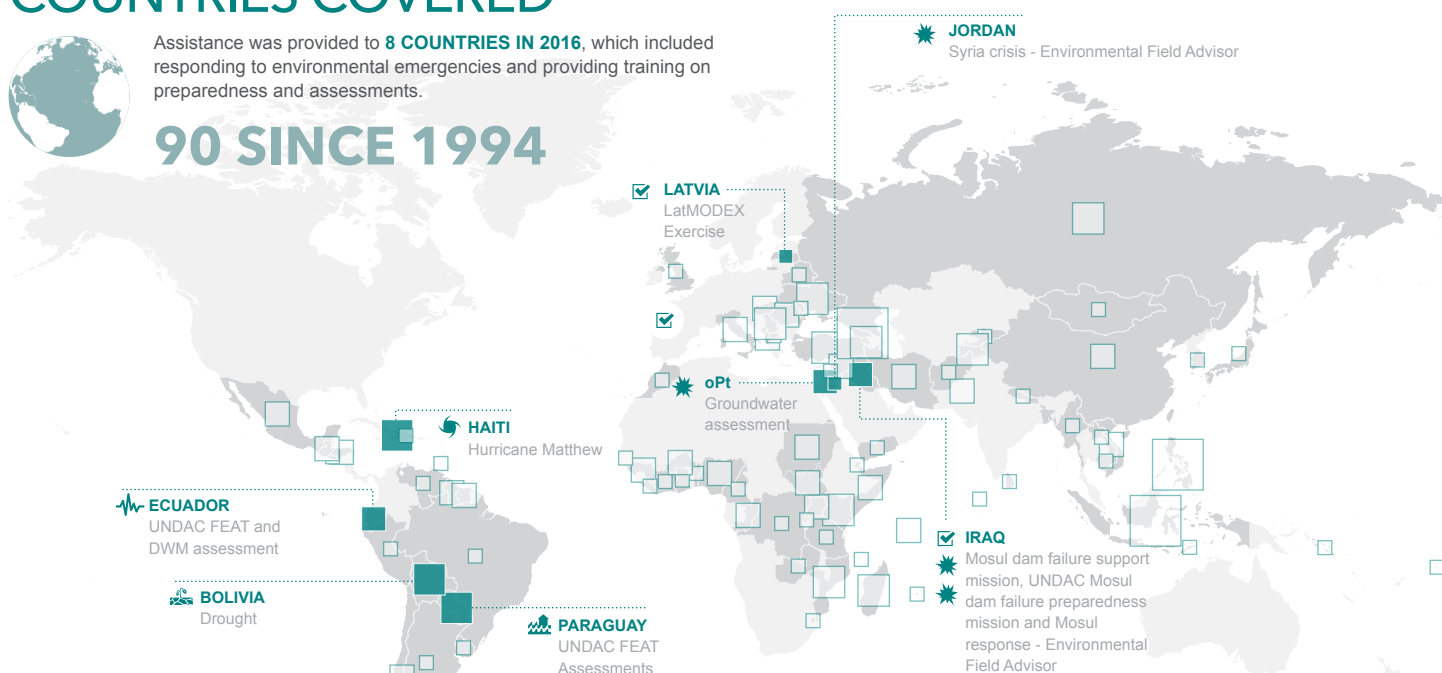 COUNTRIES COVERED
Assistance was provided to 8 COUNTRIES IN 2016, which included
responding to environmental emergencies and providing training on
preparedness and assessments.
90 SINCE 1994
JORDAN
Syria crisis - Environmental Field Advisor
LATVIA
LatMODEX
Exercise
oPt
Groundwater
assessment
HAITI
Hurricane Matthew
ECUADOR
UNDAC FEAT and
DWM assessment
BOLIVIA
Drought
PARAGUAY
UNDAC FEAT
Assessments
IRAQ
Mosul dam failure support
mission, UNDAC Mosul
dam failure preparedness
mission and Mosul
response - Environmental
Field Advisor